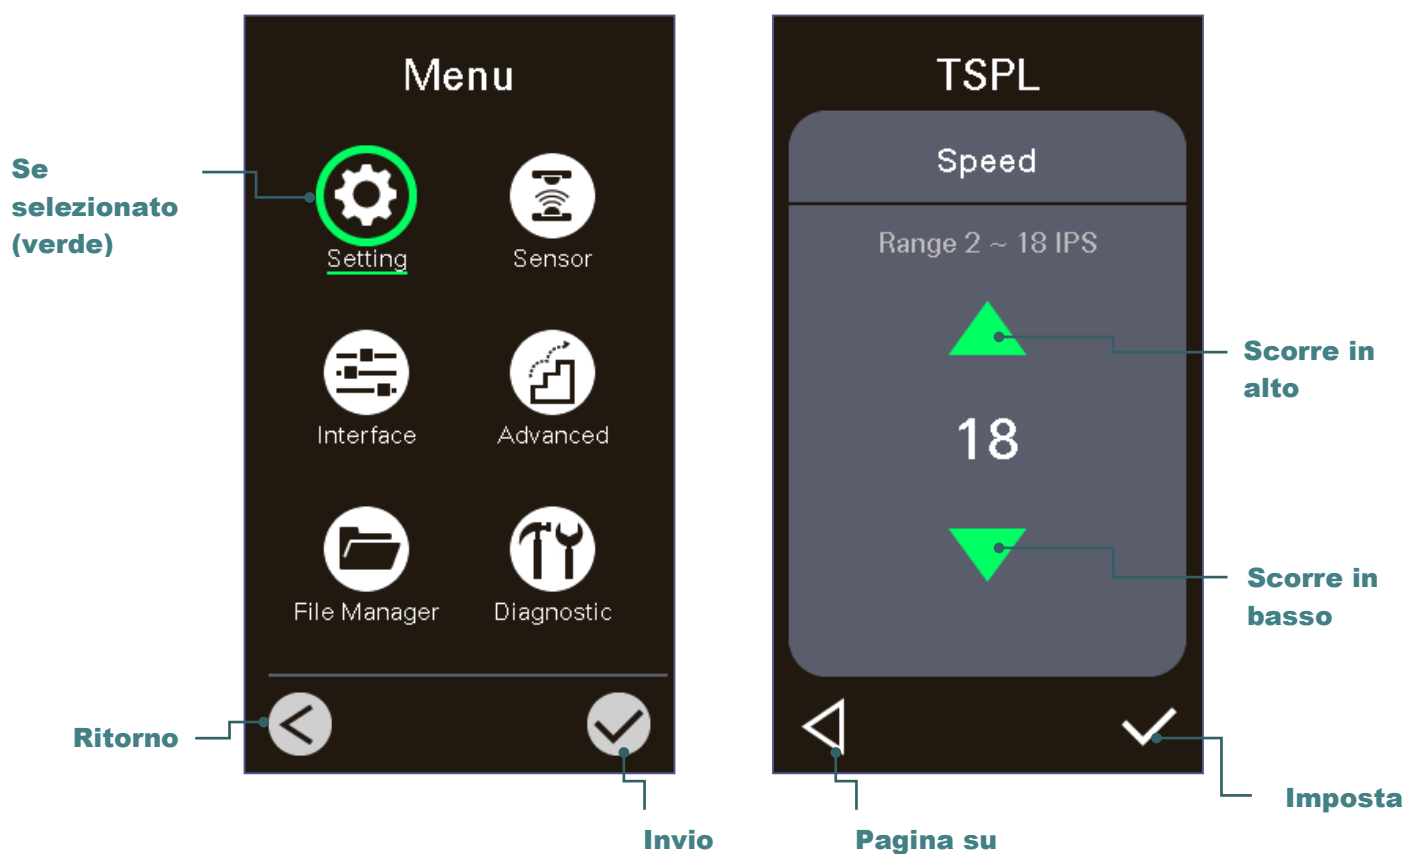 Menu
Se
selezionato
(verde)
Setting
Sensor
Interface
Advanced
File Manager
Diagnostic
Ritorno
Invio
TSPL
Speed
Range 2 ~ 18 IPS
18
Scorre in
alto
Scorre in
basso
Pagina su
Imposta